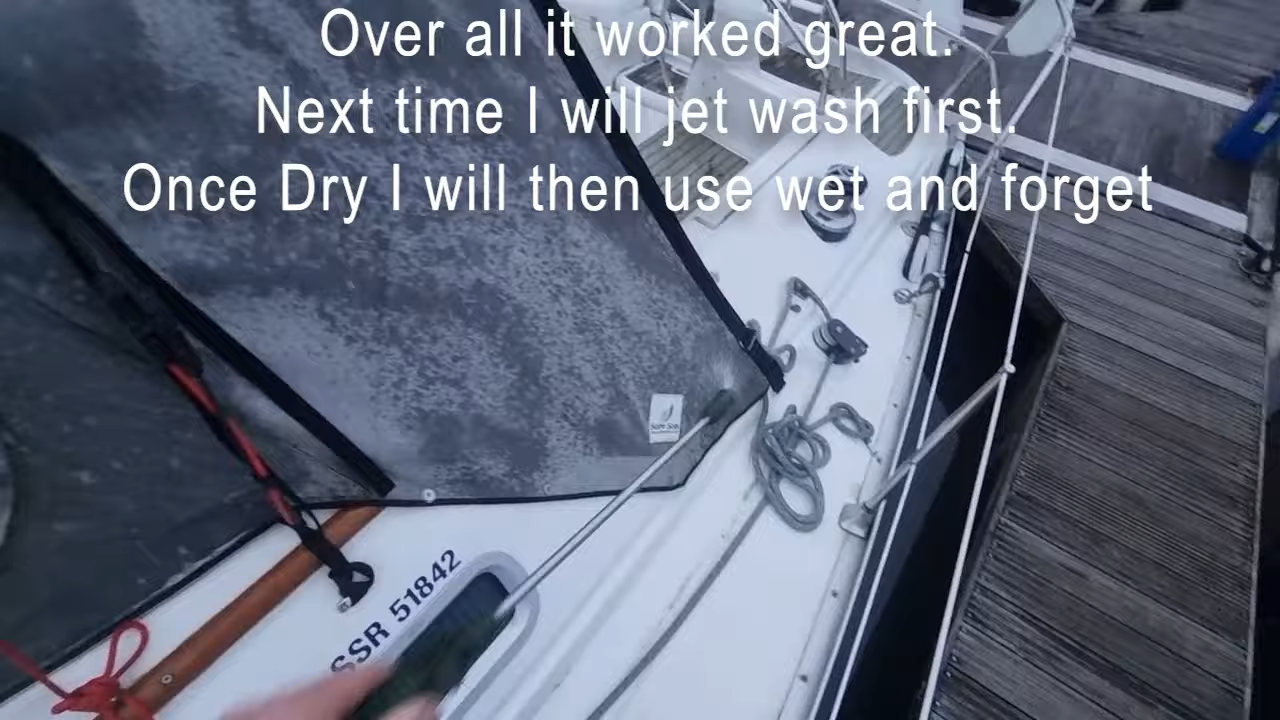 Over all it worked great.
Next time I will jet wash first.
Once Dry I will then use wet and forget
SSR 51842